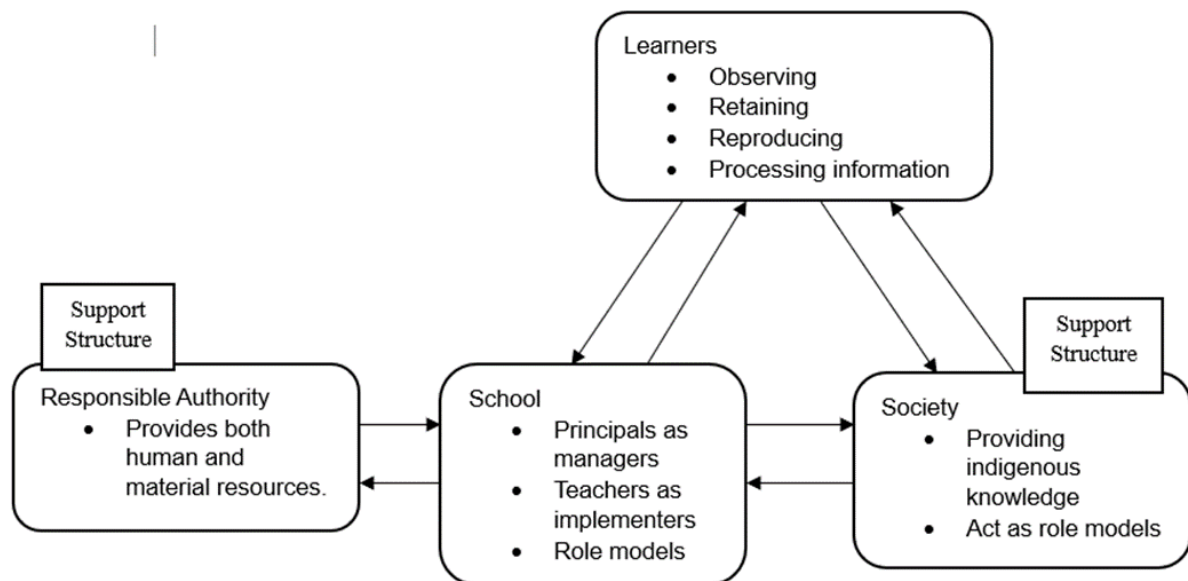 Learners
• Observing
• Retaining
• Reproducing
• Processing information
Support
Structure
Responsible Authority
• Provides both
human and
material resources.
School
• Principals as
managers
• Teachers as
implementers
• Role models
Support
Structure
Society
• Providing
indigenous
knowledge
• Act as role models